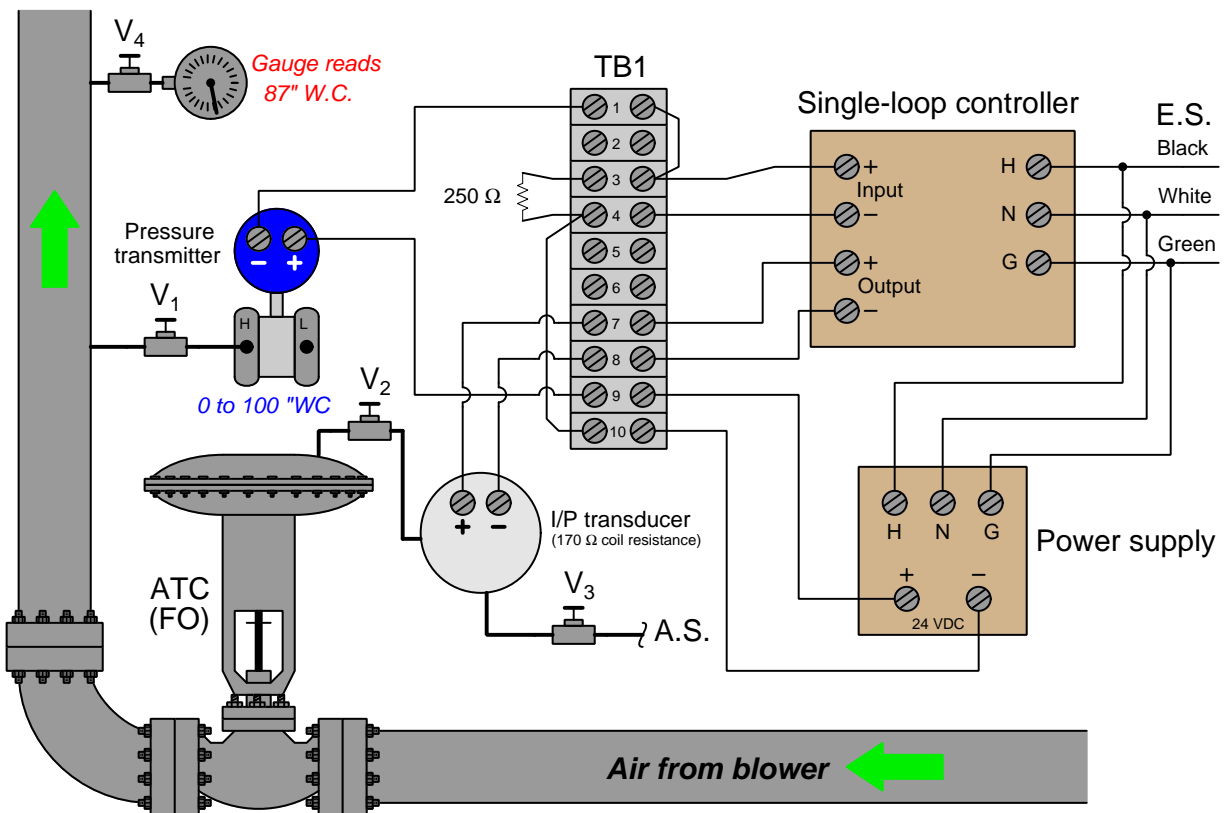 V4
Gauge reads
87" W.C.
TB1
1
2
3
4
5
6
7
8
9
10
250 Ω
Single-loop controller
+
Input
−
+
Output
−
H
N
G
E.S.
Black
White
Green
Pressure
transmitter
− +
V1
H L
0 to 100 "WC
V2
ATC
(FO)
+ −
I/P transducer
(170 Ω coil resistance)
V3
A.S.
H N G
+ −
24 VDC
Power supply
Air from blower